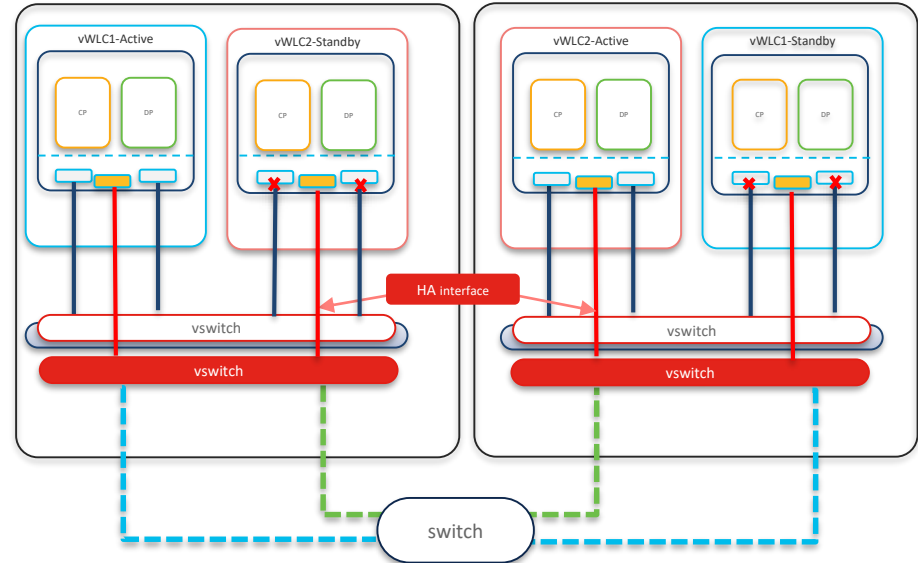 vWLC1-Active
vWLC2-Standby
vWLC2-Active
vWLC1-Standby
CP
DP
CP
DP
CP
DP
CP
DP
HA interface
vswitch
vswitch
vswitch
vswitch
switch